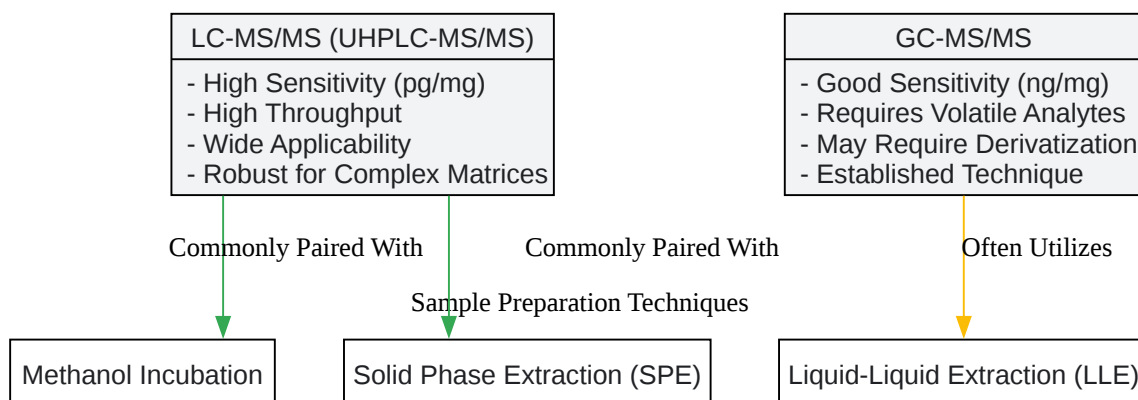 LC-MS/MS (UHPLC-MS/MS)
- High Sensitivity (pg/mg)
- High Throughput
- Wide Applicability
- Robust for Complex Matrices
GC-MS/MS
- Good Sensitivity (ng/mg)
- Requires Volatile Analytes
- May Require Derivatization
- Established Technique
Commonly Paired With
Commonly Paired With
Often Utilizes
Sample Preparation Techniques
Methanol Incubation
Solid Phase Extraction (SPE)
Liquid-Liquid Extraction (LLE)